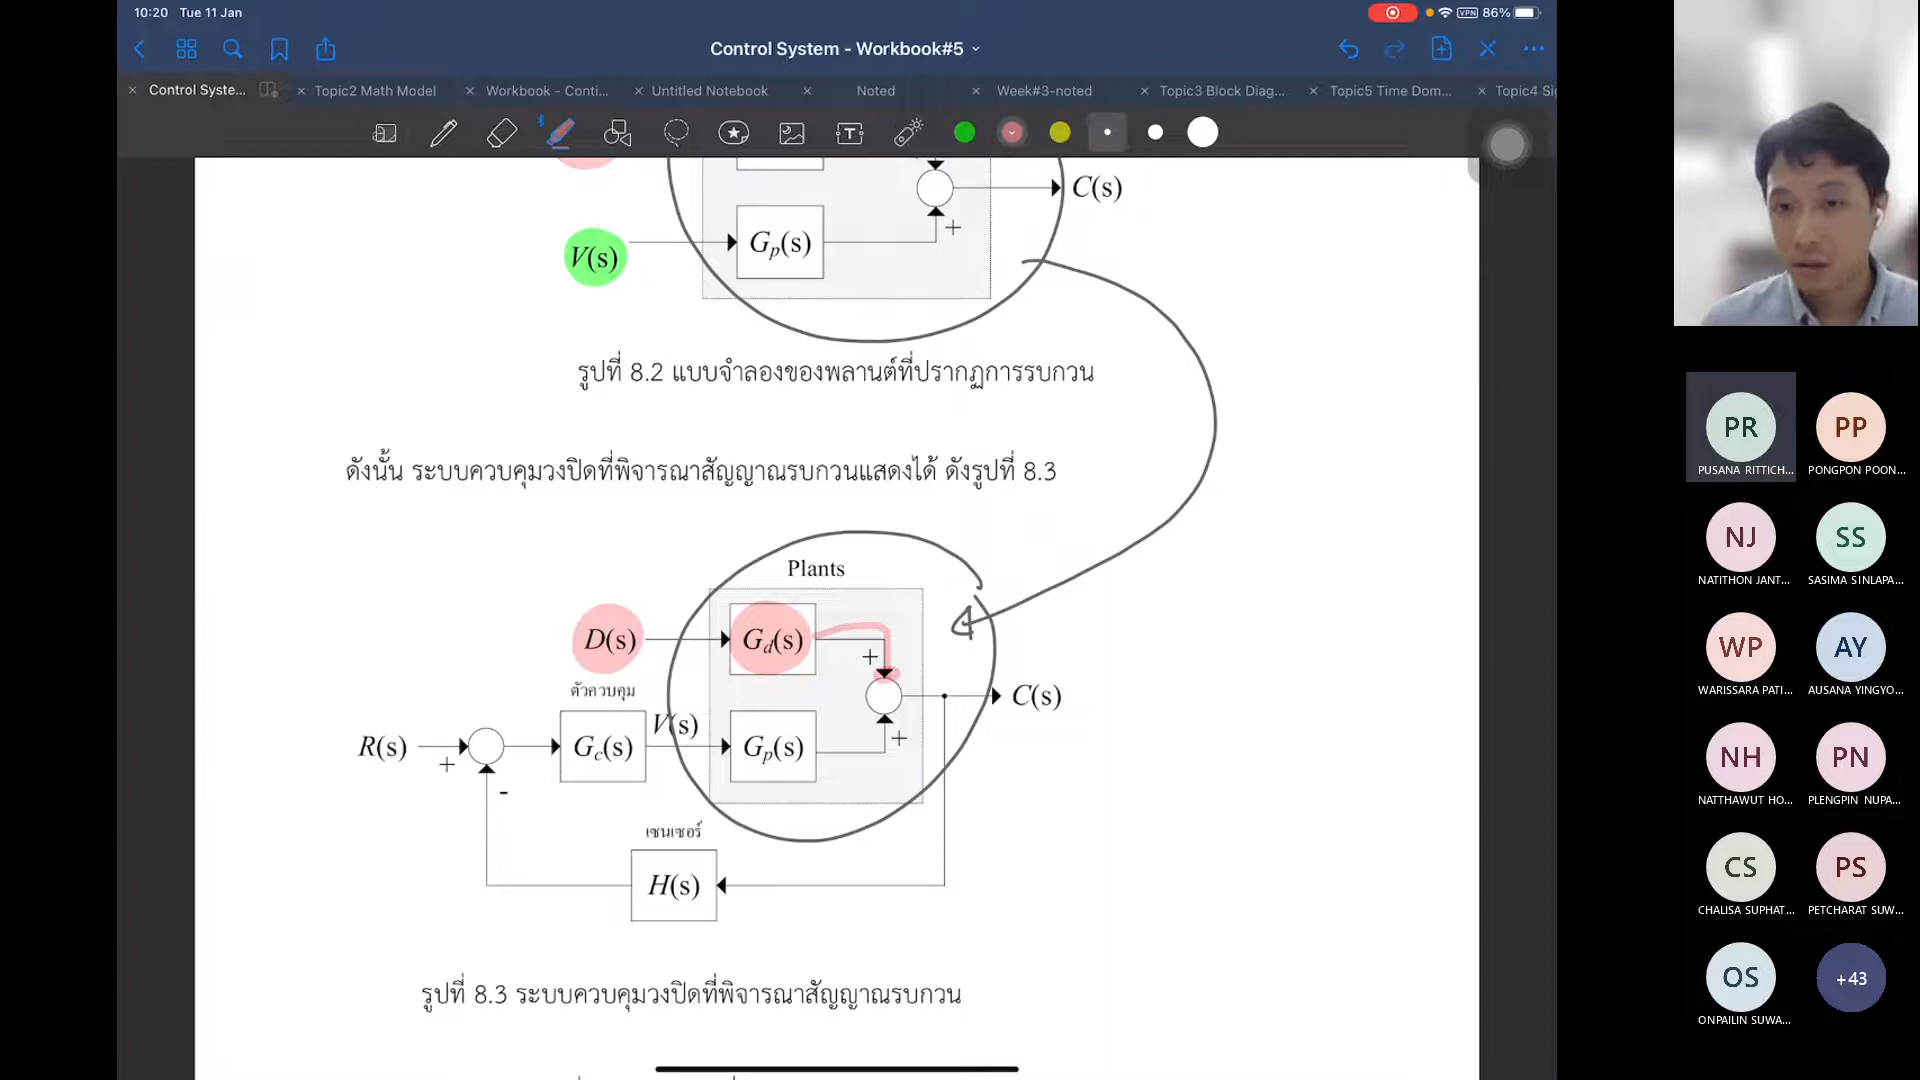 10:20 Tue 11 Jan
VPN 86%
Control System - Workbook#5
Control Syste...
Topic2 Math Model
Workbook - Conti...
Untitled Notebook
Noted
Week#3-noted
Topic3 Block Diag...
Topic5 Time Dom...
Topic4 Si
C(s)
+
V(s)
Gp(s)
รูปที่ 8.2 แบบจำลองของพลานต์ที่ปรากฏการรบกวน
ดังนั้น ระบบควบคุมวงปิดที่พิจารณาสัญญาณรบกวนแสดงได้ ดังรูปที่ 8.3
Plants
D(s)
Gd(s)
+
ตัวควบคุม
C(s)
V(s)
R(s)
+
Gc(s)
Gp(s)
+
-
เซนเซอร์
H(s)
รูปที่ 8.3 ระบบควบคุมวงปิดที่พิจารณาสัญญาณรบกวน
PR
PUSANA RITTICH...
PP
PONGPON POON...
NJ
NATITHON JANT...
SS
SASIMA SINLAPA...
WP
WARISSARA PATI...
AY
AUSANA YINGYO...
NH
NATTHAWUT HO...
PN
PLENGPIN NUPA...
CS
CHALISA SUPHAT...
PS
PETCHARAT SUW...
OS
ONPAILIN SUWA...
+43